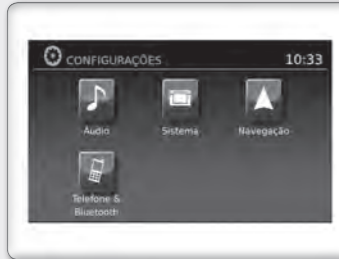 CONFIGURAÇÕES 10:33
Áudio Sistema Navegação
Telefone &
Bluetooth